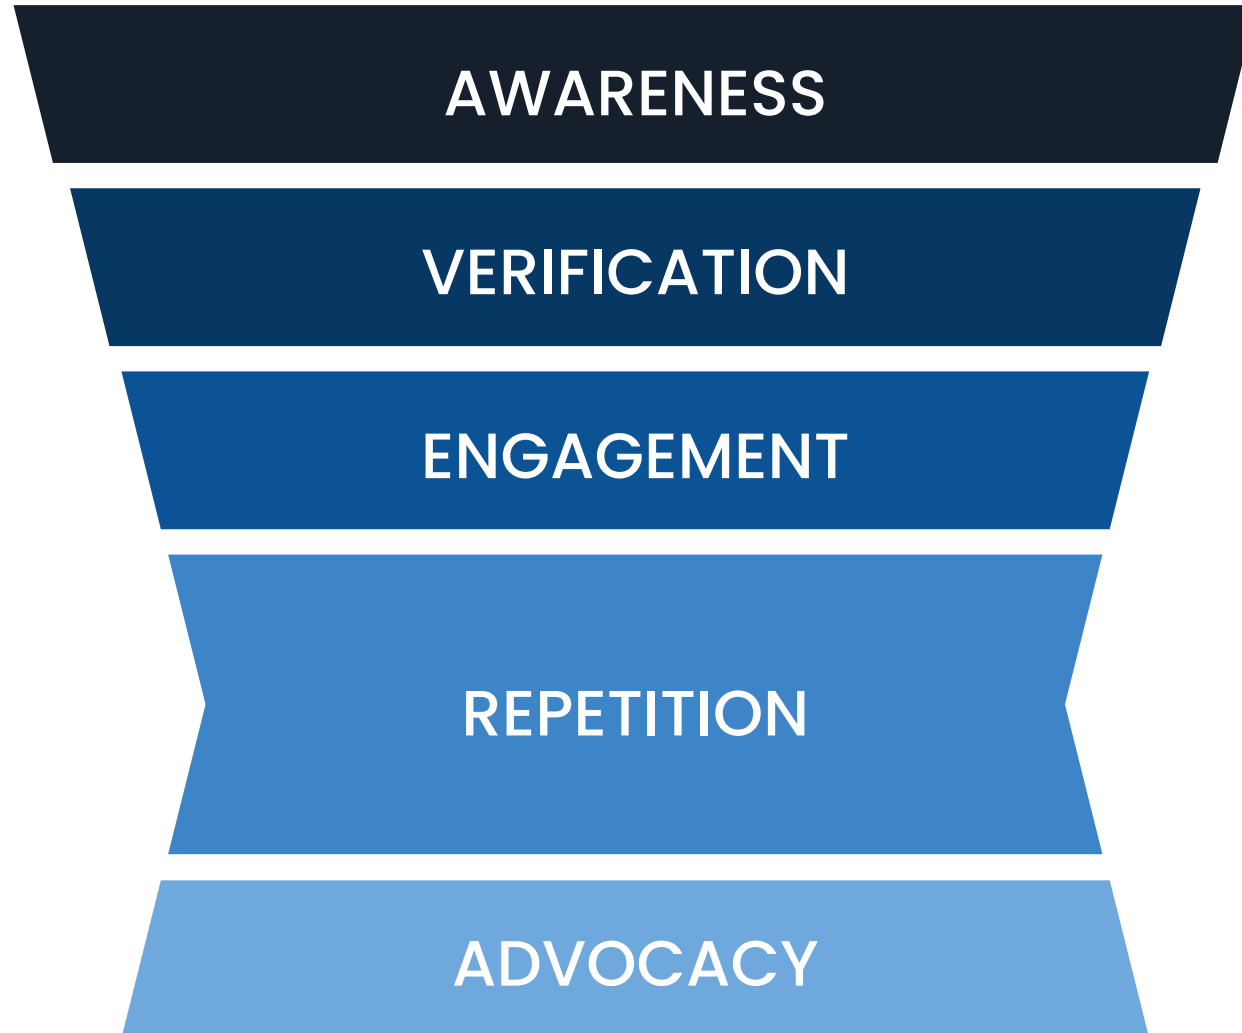 AWARENESS
VERIFICATION
ENGAGEMENT
REPETITION
ADVOCACY